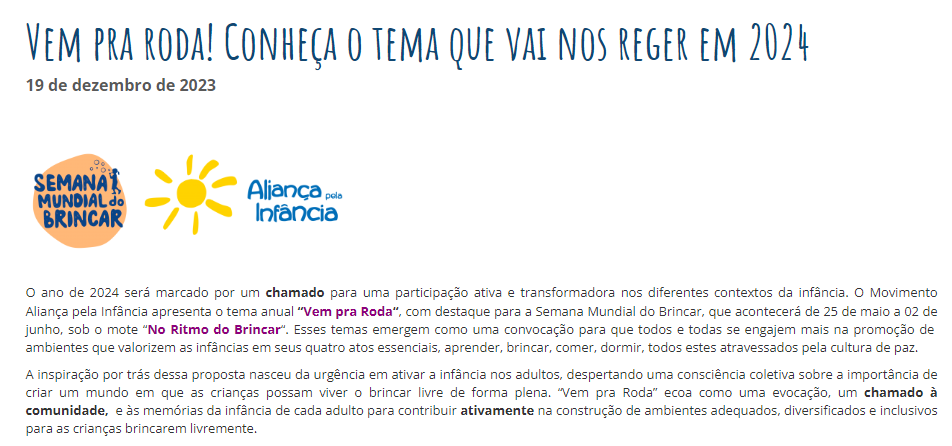 Vem pra roda! Conheça o tema que vai nos reger em 2024
19 de dezembro de 2023
SEMANA
MUNDIAL do
BRINCAR
Aliança pela
Infância
O ano de 2024 será marcado por um chamado para uma participação ativa e transformadora nos diferentes contextos da infância. O Movimento
Aliança pela Infância apresenta o tema anual “Vem pra Roda”, com destaque para a Semana Mundial do Brincar, que acontecerá de 25 de maio a 02 de
junho, sob o mote “No Ritmo do Brincar“. Esses temas emergem como uma convocação para que todos e todas se engajem mais na promoção de
ambientes que valorizem as infâncias em seus quatro atos essenciais, aprender, brincar, comer, dormir, todos estes atravessados pela cultura de paz.
A inspiração por trás dessa proposta nasceu da urgência em ativar a infância nos adultos, despertando uma consciência coletiva sobre a importância de
criar um mundo em que as crianças possam viver o brincar livre de forma plena. “Vem pra Roda” ecoa como uma evocação, um chamado à
comunidade, e às memórias da infância de cada adulto para contribuir ativamente na construção de ambientes adequados, diversificados e inclusivos
para as crianças brincarem livremente.